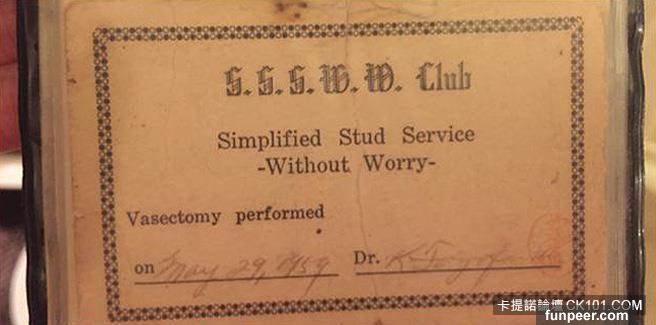 S.S.S.W.W. Club
Simplified Stud Service
-Without Worry-
Vasectomy performed
on May 29, 1959 Dr. K.
卡提諾論壇 CK101.COM
funpeer.com